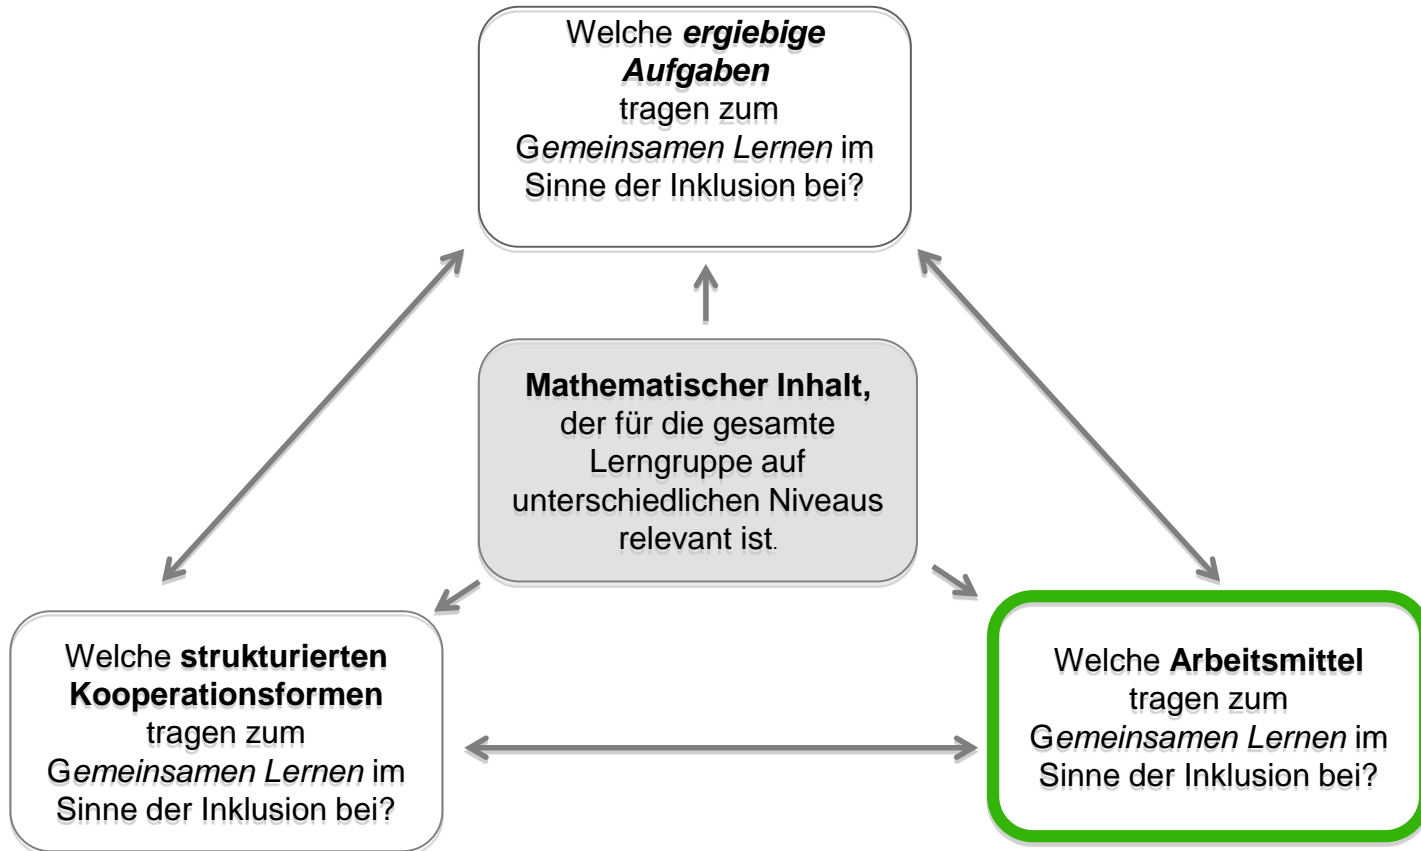 Welche ergiebige
Aufgaben
tragen zum
Gemeinsamen Lernen im
Sinne der Inklusion bei?
Mathematischer Inhalt,
der für die gesamte
Lerngruppe auf
unterschiedlichen Niveaus
relevant ist.
Welche strukturierten
Kooperationsformen
tragen zum
Gemeinsamen Lernen im
Sinne der Inklusion bei?
Welche Arbeitsmittel
tragen zum
Gemeinsamen Lernen im
Sinne der Inklusion bei?